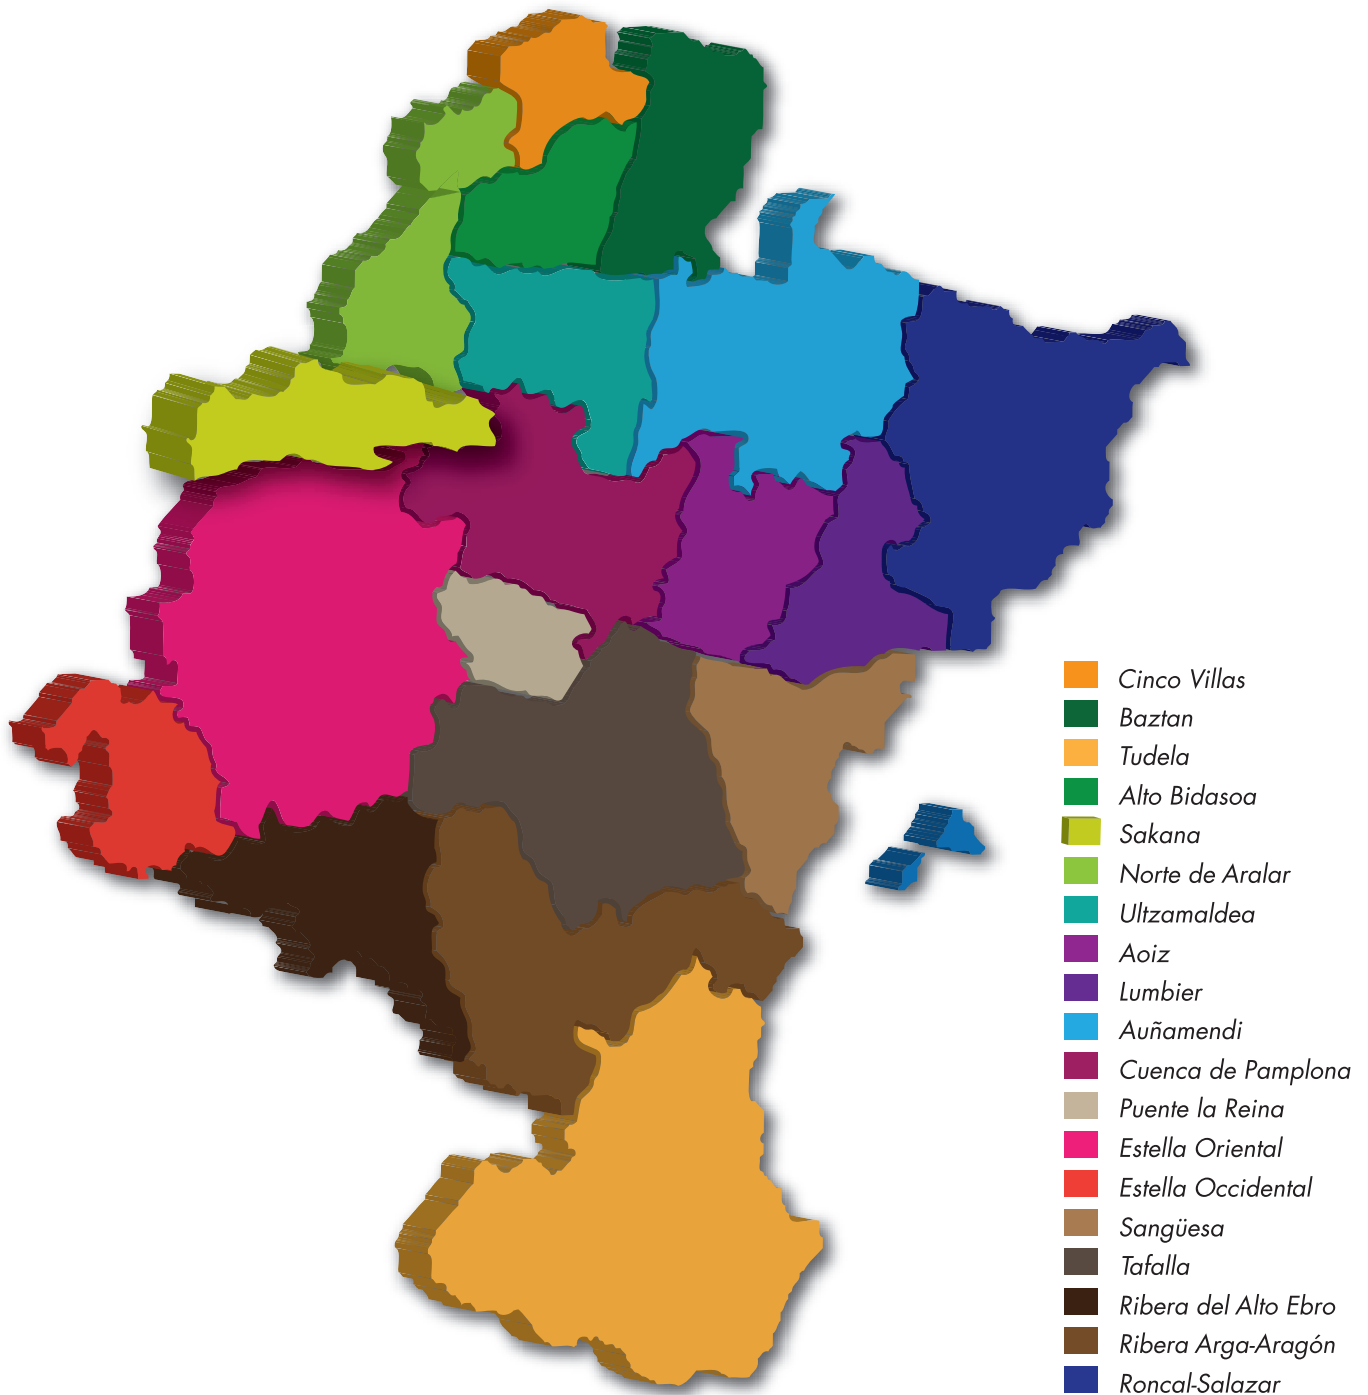 Cinco Villas
Baztan
Tudela
Alto Bidasoa
Sakana
Norte de Aralar
Ultzamaldea
Aoiz
Lumbier
Auñamendi
Cuenca de Pamplona
Puente la Reina
Estella Oriental
Estella Occidental
Sangüesa
Tafalla
Ribera del Alto Ebro
Ribera Arga-Aragón
Roncal-Salazar